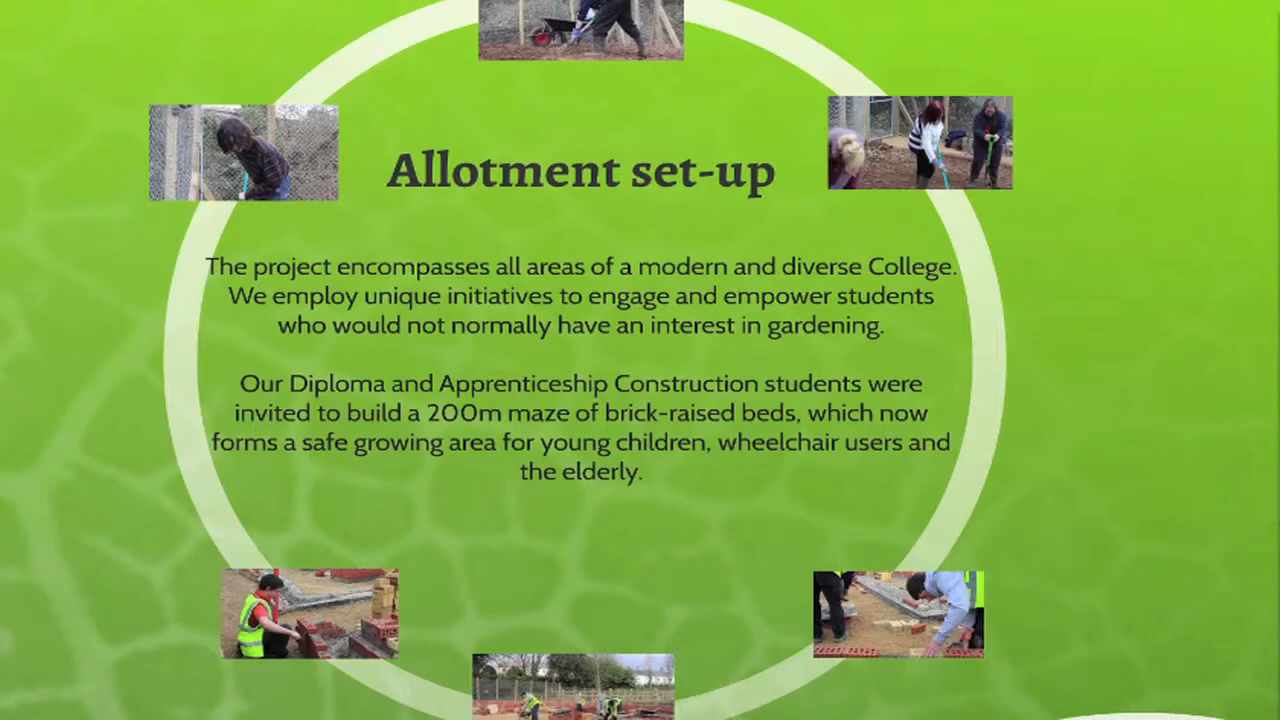 Allotment set-up
The project encompasses all areas of a modern and diverse College.
We employ unique initiatives to engage and empower students
who would not normally have an interest in gardening.
Our Diploma and Apprenticeship Construction students were
invited to build a 200m maze of brick-raised beds, which now
forms a safe growing area for young children, wheelchair users and
the elderly.